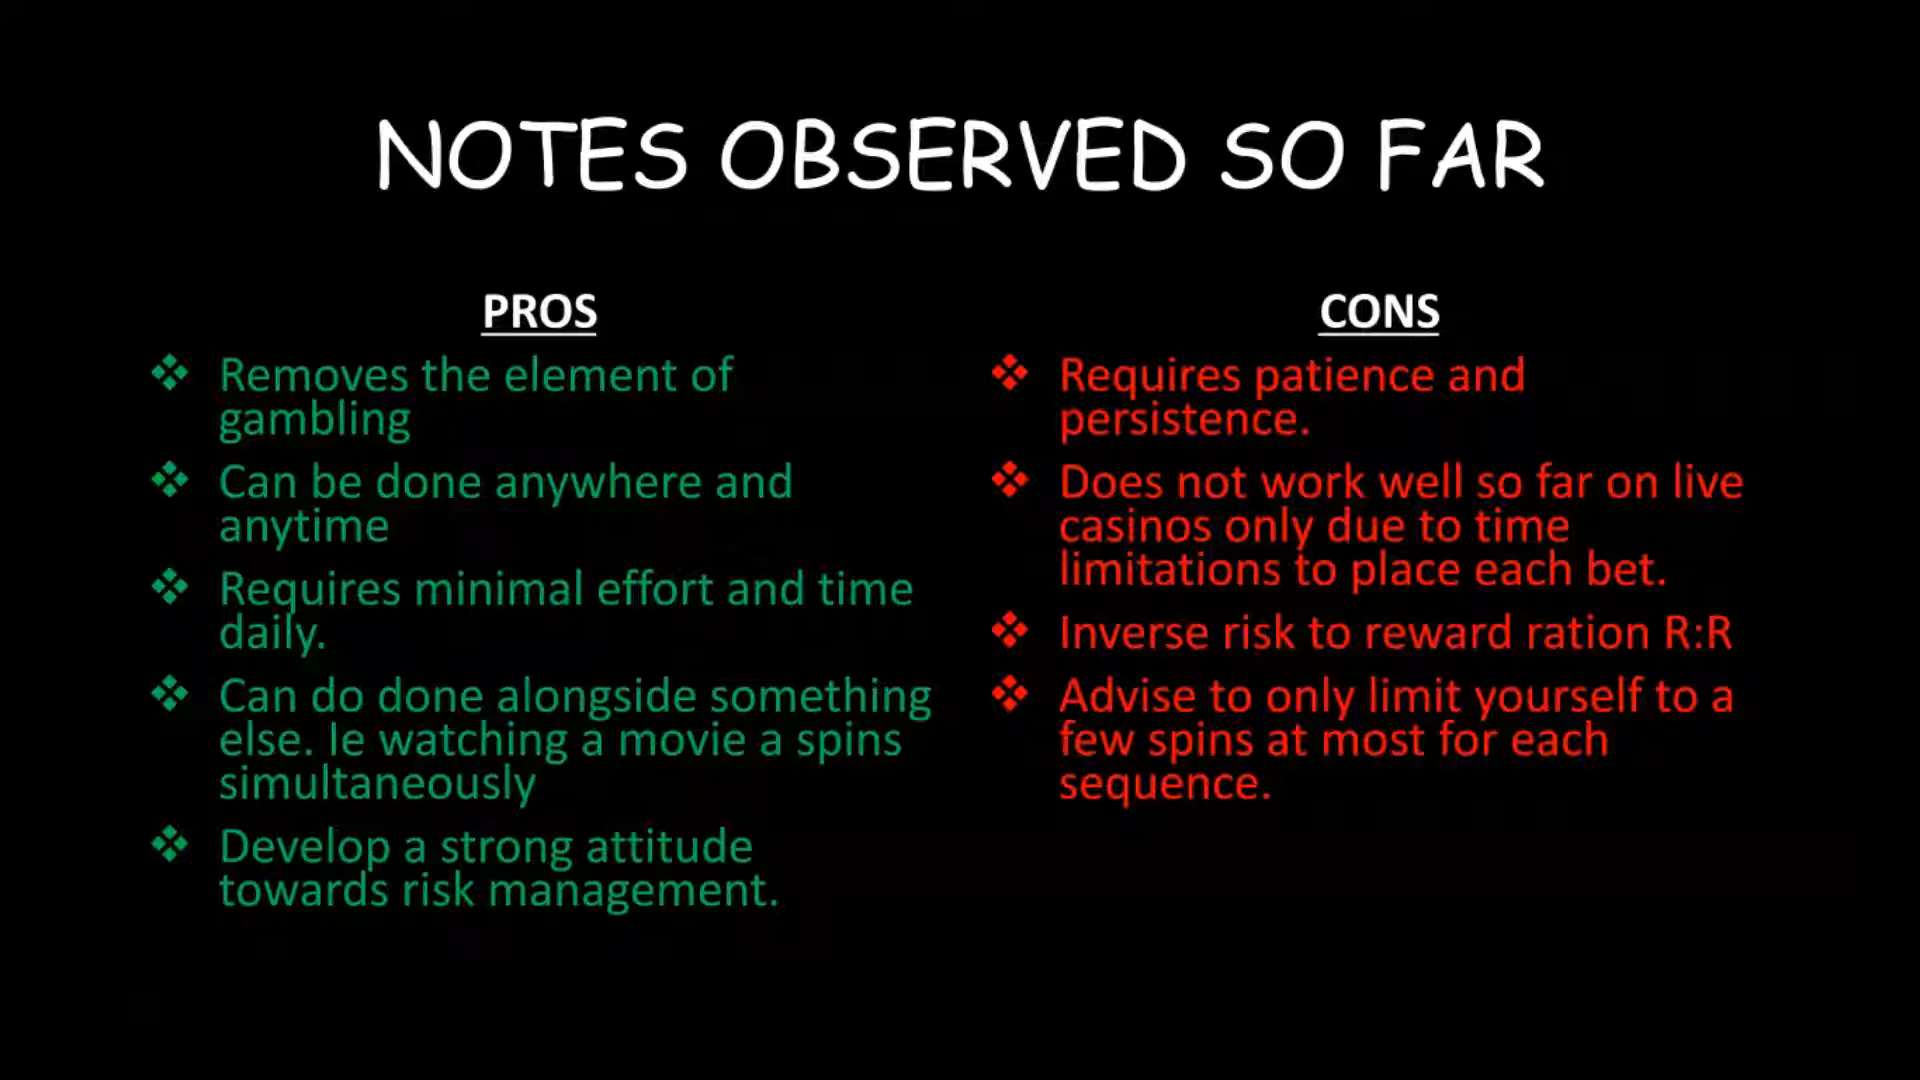 NOTES OBSERVED SO FAR
PROS
Removes the element of
gambling
Can be done anywhere and
anytime
Requires minimal effort and time
daily.
Can do done alongside something
else. Ie watching a movie a spins
simultaneously
Develop a strong attitude
towards risk management.
CONS
Requires patience and
persistence.
Does not work well so far on live
casinos only due to time
limitations to place each bet.
Inverse risk to reward ration R:R
Advise to only limit yourself to a
few spins at most for each
sequence.